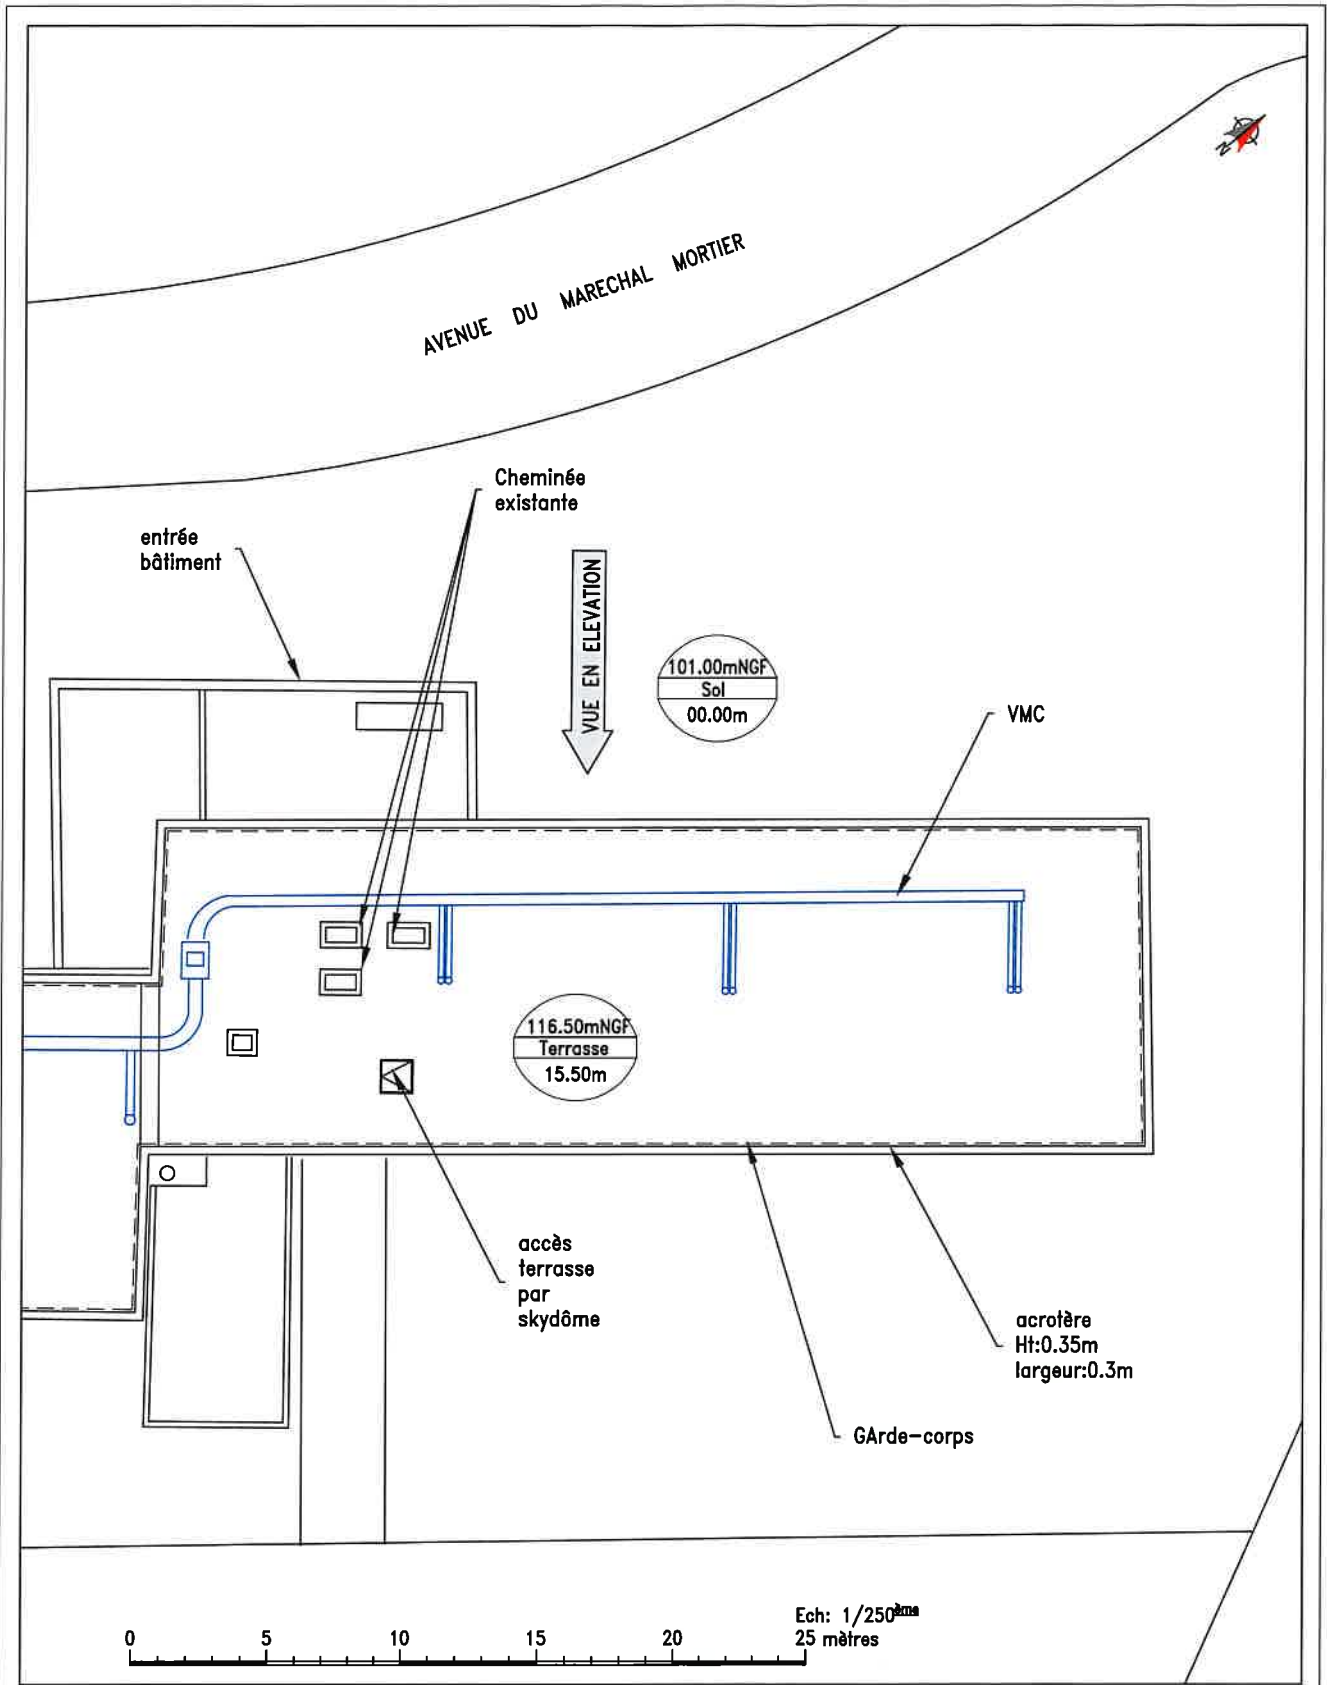 N
AVENUE DU MARECHAL MORTIER
Cheminée
existante
entrée
bâtiment
VUE EN ELEVATION
101.00mNGF
Sol
00.00m
VMC
116.50mNGF
Terrasse
15.50m
accès
terrasse
par
skydôme
acrotère
Ht:0.35m
largeur:0.3m
GArde-corps
Ech: 1/250ème
0 5 10 15 20 25 mètres